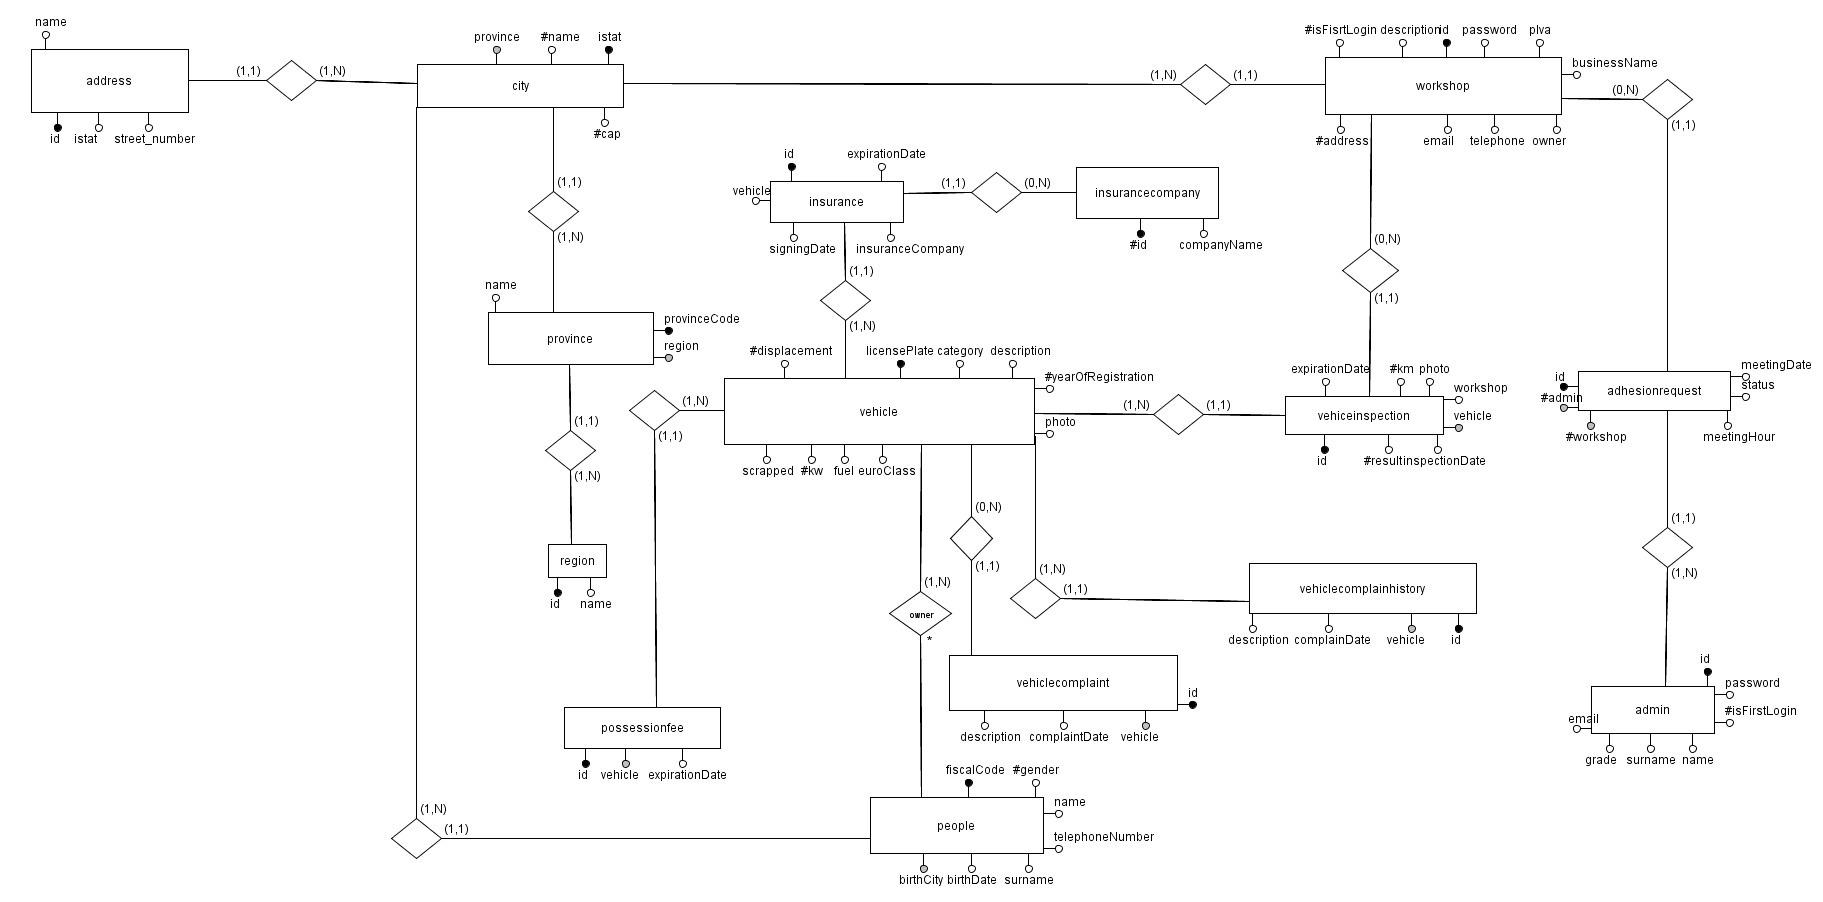 name
address
id
istat
street_number
(1,1)
(1,N)
province
#name
istat
city
#cap
(1,N)
(1,1)
#isFisrtLogin
description
id
password
pIva
businessName
workshop
#address
email
telephone
owner
(0,N)
(1,1)
id
expirationDate
vehicle
insurance
signingDate
insuranceCompany
(1,1)
(0,N)
insurancecompany
#id
companyName
(1,1)
(1,N)
(1,1)
(1,N)
(0,N)
(1,1)
name
province
provinceCode
region
(1,1)
(1,N)
region
id
name
#displacement
licensePlate
category
description
#yearOfRegistration
vehicle
photo
scrapped
#kw
fuel
euroClass
(1,N)
(1,1)
(1,N)
(1,1)
expirationDate
#km
photo
workshop
vehicle
vehiceinspection
id
#result
inspectionDate
id
#admin
adhesionrequest
meetingDate
status
#workshop
meetingHour
(1,1)
(1,N)
(0,N)
(1,1)
(1,N)
owner
*
(1,N)
(1,1)
vehiclecomplainhistory
description
complainDate
vehicle
id
vehiclecomplaint
id
description
complaintDate
vehicle
possessionfee
id
vehicle
expirationDate
id
password
#isFirstLogin
email
admin
grade
surname
name
fiscalCode
#gender
name
telephoneNumber
people
birthCity
birthDate
surname
(1,N)
(1,1)